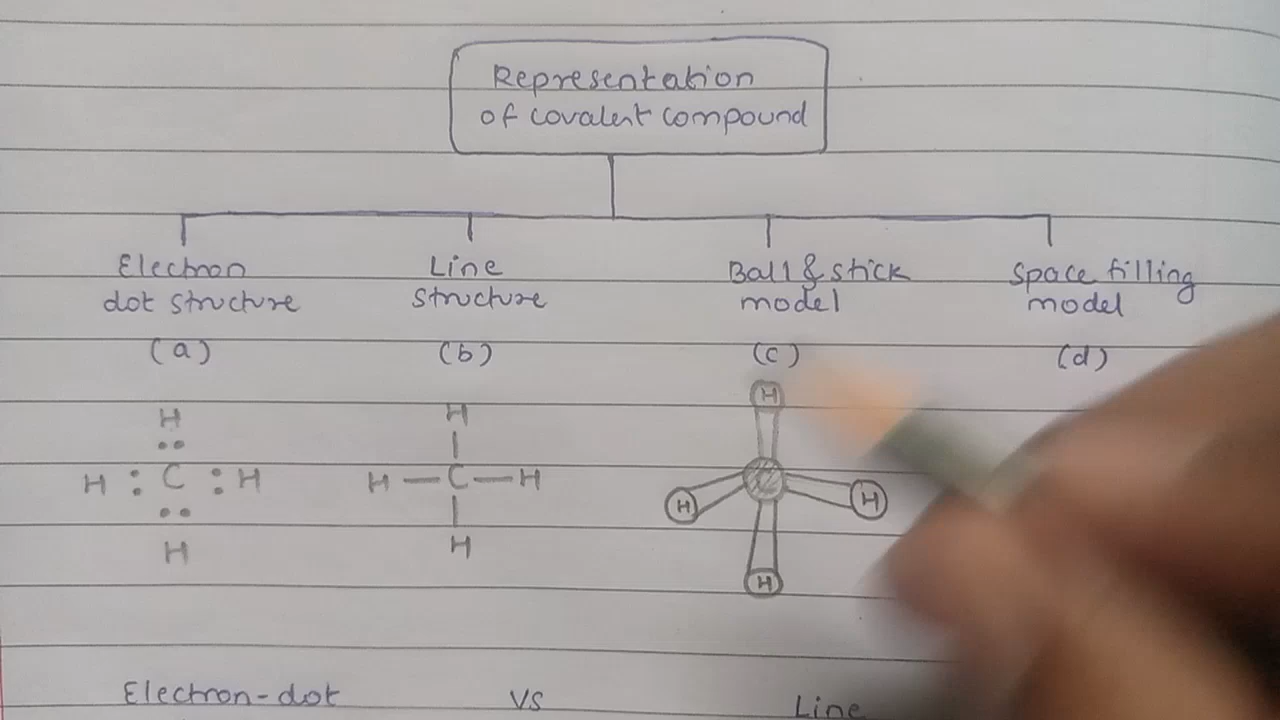 Representation
of covalent compound
Electron
dot structure
(a)
Line
Structure
(b)
Ball & stick
model
(c)
Space filling
model
(d)
H
H : C : H
H
H
H — C — H
H
H
H
H
H
Electron-dot VS Line